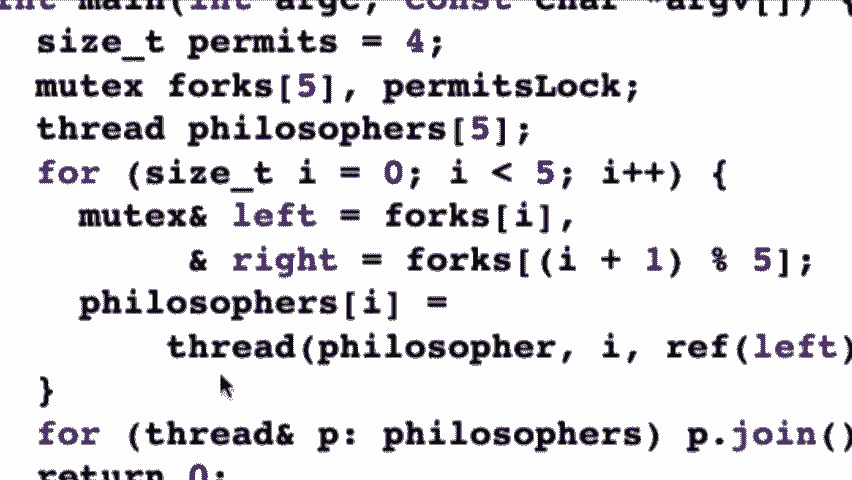 int main(int argc, const char *argv[]) {
size_t permits = 4;
mutex forks[5], permitsLock;
thread philosophers[5];
for (size_t i = 0; i < 5; i++) {
mutex& left = forks[i],
& right = forks[(i + 1) % 5];
philosophers[i] =
thread(philosopher, i, ref(left)
}
for (thread& p: philosophers) p.join()
return 0;